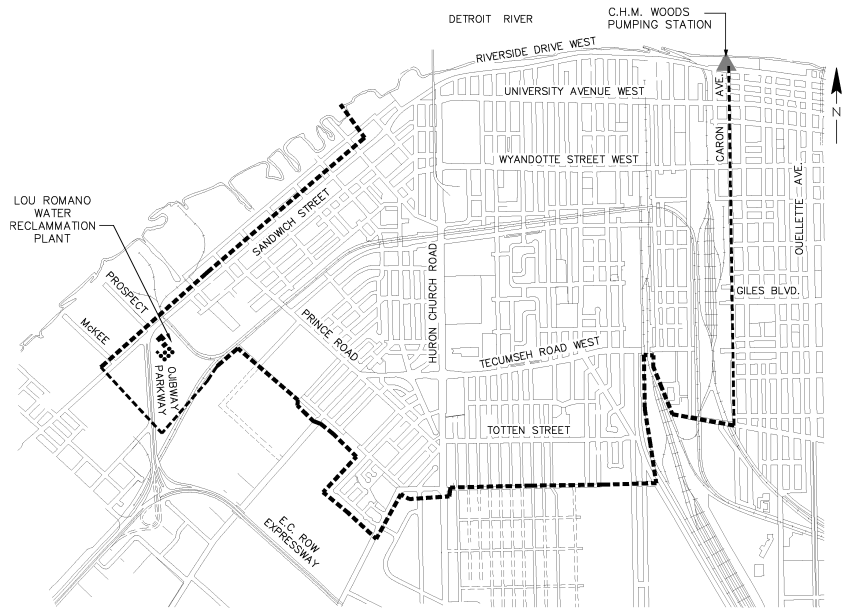 DETROIT RIVER
C.H.M. WOODS
PUMPING STATION
RIVERSIDE DRIVE WEST
UNIVERSITY AVENUE WEST
CARON AVE.
N
WYANDOTTE STREET WEST
OUELLETTE AVE.
LOU ROMANO
WATER
RECLAMMATION
PLANT
SANDWICH STREET
HURON CHURCH ROAD
PROSPECT
GILES BLVD.
McKEE
PRINCE ROAD
TECUMSEH ROAD WEST
OJIBWAY
PARKWAY
TOTTEN STREET
E.C. ROW
EXPRESSWAY